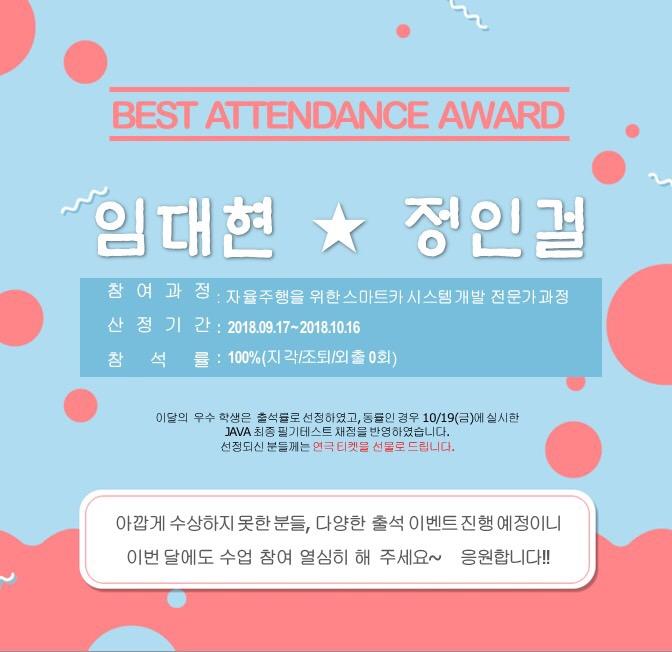 BEST ATTENDANCE AWARD
임대현 ★ 정인걸
참 여 과 정 : 자율주행을 위한 스마트카 시스템 개발 전문가 과정
산 정 기 간 : 2018.09.17~2018.10.16
참 석 률 : 100%(지각/조퇴/외출 0회)
이달의 우수 학생은 출석률로 선정하였고, 동률인 경우 10/19(금)에 실시한
JAVA 최종 필기테스트 채점을 반영하였습니다.
선정되신 분들께는 연극 티켓을 선물로 드립니다.
아깝게 수상하지 못한 분들, 다양한 출석 이벤트 진행 예정이니
이번 달에도 수업 참여 열심히 해 주세요~ 응원합니다!!